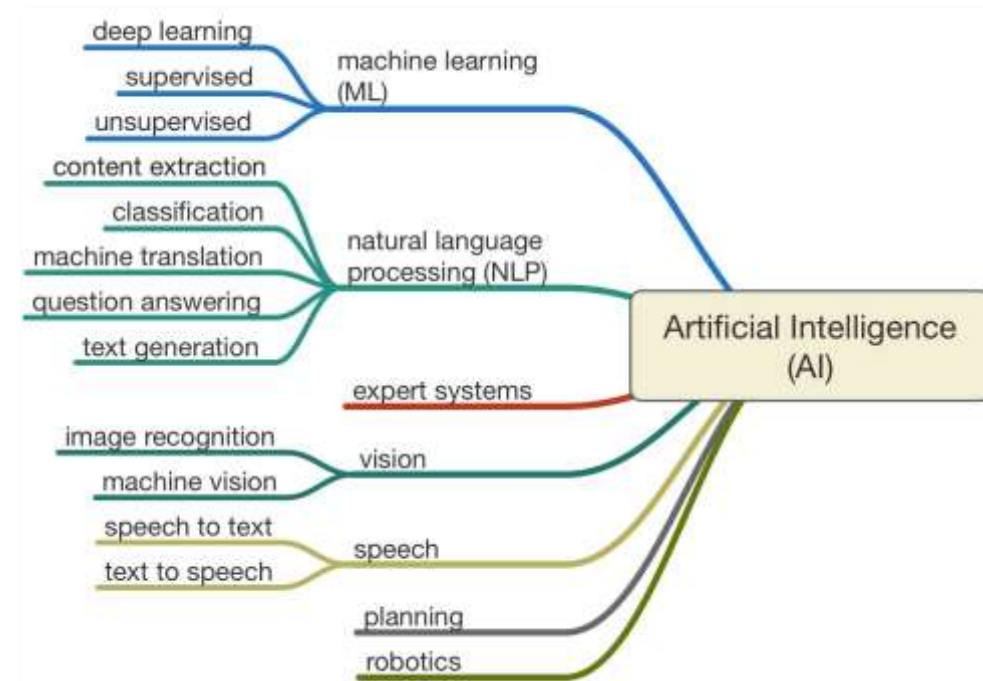 deep learning
supervised
unsupervised
machine learning
(ML)
content extraction
classification
machine translation
question answering
text generation
natural language
processing (NLP)
expert systems
image recognition
machine vision
vision
speech to text
text to speech
speech
planning
robotics
Artificial Intelligence
(AI)